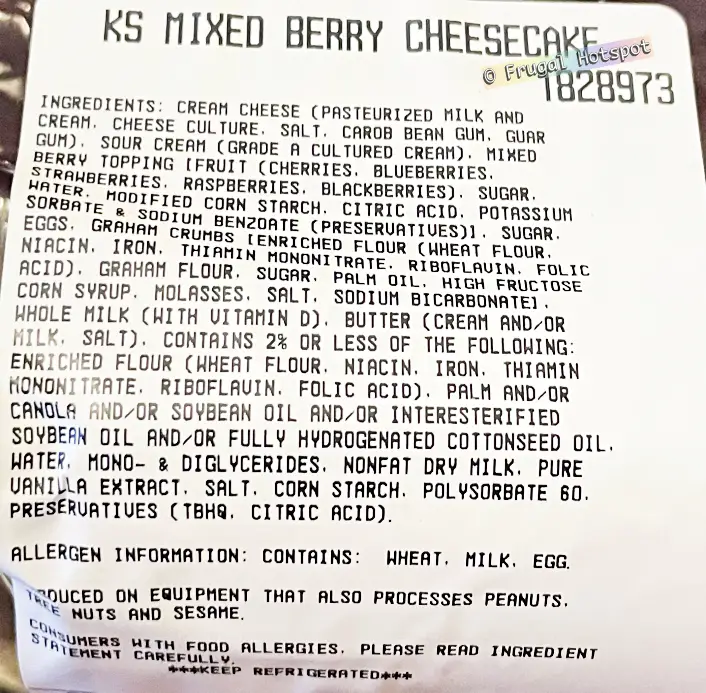 KS MIXED BERRY CHEESECAKE
© Frugal Hotspot
1828973
INGREDIENTS: CREAM CHEESE (PASTEURIZED MILK AND
CREAM, CHEESE CULTURE, SALT, CAROB BEAN GUM, GUAR
GUM), SOUR CREAM (GRADE A CULTURED CREAM), MIXED
BERRY TOPPING [FRUIT (CHERRIES, BLUEBERRIES,
STRAWBERRIES, RASPBERRIES, BLACKBERRIES), SUGAR,
WATER, MODIFIED CORN STARCH, CITRIC ACID, POTASSIUM
SORBATE & SODIUM BENZOATE (PRESERVATIVES)], SUGAR,
EGGS, GRAHAM CRUMBS [ENRICHED FLOUR (WHEAT FLOUR,
NIACIN, IRON, THIAMIN MONONITRATE, RIBOFLAVIN, FOLIC
ACID), GRAHAM FLOUR, SUGAR, PALM OIL, HIGH FRUCTOSE
CORN SYRUP, MOLASSES, SALT, SODIUM BICARBONATE],
WHOLE MILK (WITH VITAMIN D), BUTTER (CREAM AND/OR
MILK, SALT), CONTAINS 2% OR LESS OF THE FOLLOWING:
ENRICHED FLOUR (WHEAT FLOUR, NIACIN, IRON, THIAMIN
MONONITRATE, RIBOFLAVIN, FOLIC ACID), PALM AND/OR
CANOLA AND/OR SOYBEAN OIL AND/OR INTERESTERIFIED
SOYBEAN OIL AND/OR FULLY HYDROGENATED COTTONSEED OIL,
WATER, MONO- & DIGLYCERIDES, NONFAT DRY MILK, PURE
VANILLA EXTRACT, SALT, CORN STARCH, POLYSORBATE 60,
PRESERVATIVES (TBHQ, CITRIC ACID).
ALLERGEN INFORMATION: CONTAINS: WHEAT, MILK, EGG.
PRODUCED ON EQUIPMENT THAT ALSO PROCESSES PEANUTS,
TREE NUTS AND SESAME.
CONSUMERS WITH FOOD ALLERGIES, PLEASE READ INGREDIENT
STATEMENT CAREFULLY.
***KEEP REFRIGERATED***